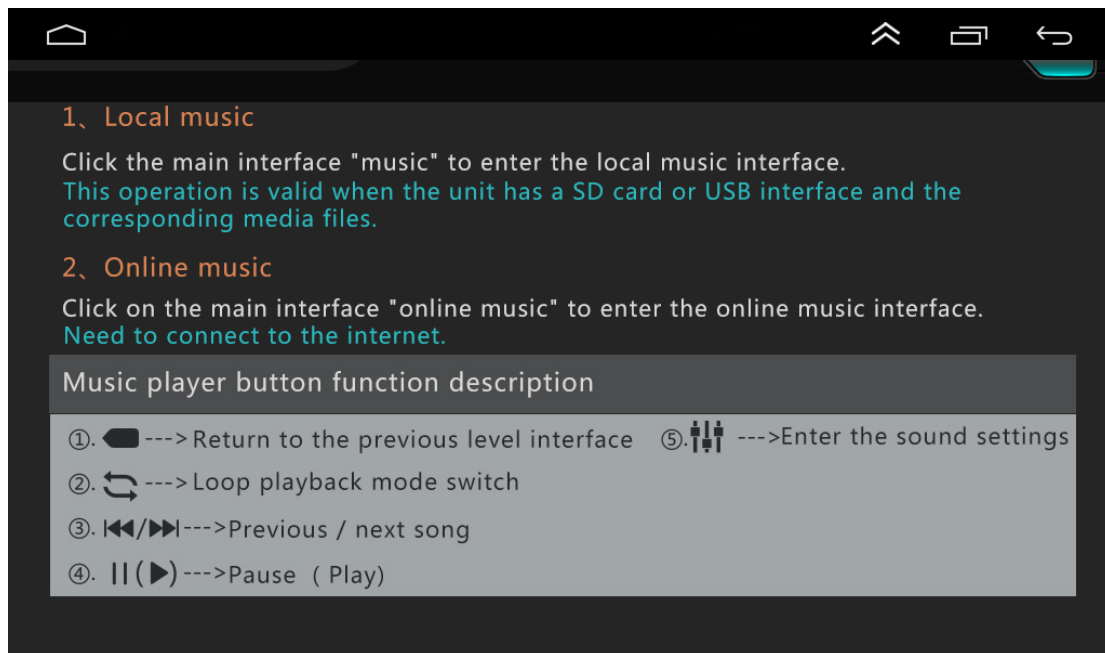 1、Local music
Click the main interface "music" to enter the local music interface.
This operation is valid when the unit has a SD card or USB interface and the
corresponding media files.
2、Online music
Click on the main interface "online music" to enter the online music interface.
Need to connect to the internet.
Music player button function description
①. --->Return to the previous level interface
⑤. --->Enter the sound settings
②. --->Loop playback mode switch
③. /--->Previous / next song
④. ( )--->Pause ( Play)